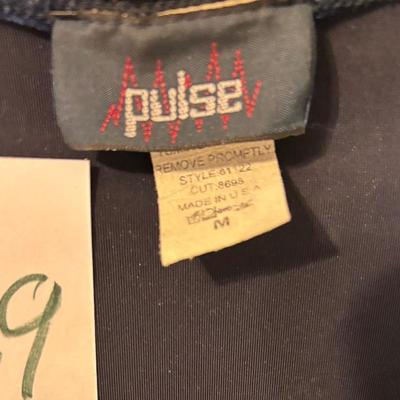 pulse
REMOVE PROMPTLY
STYLE:61122
CUT:8698
MADE IN U.S.A
M
9